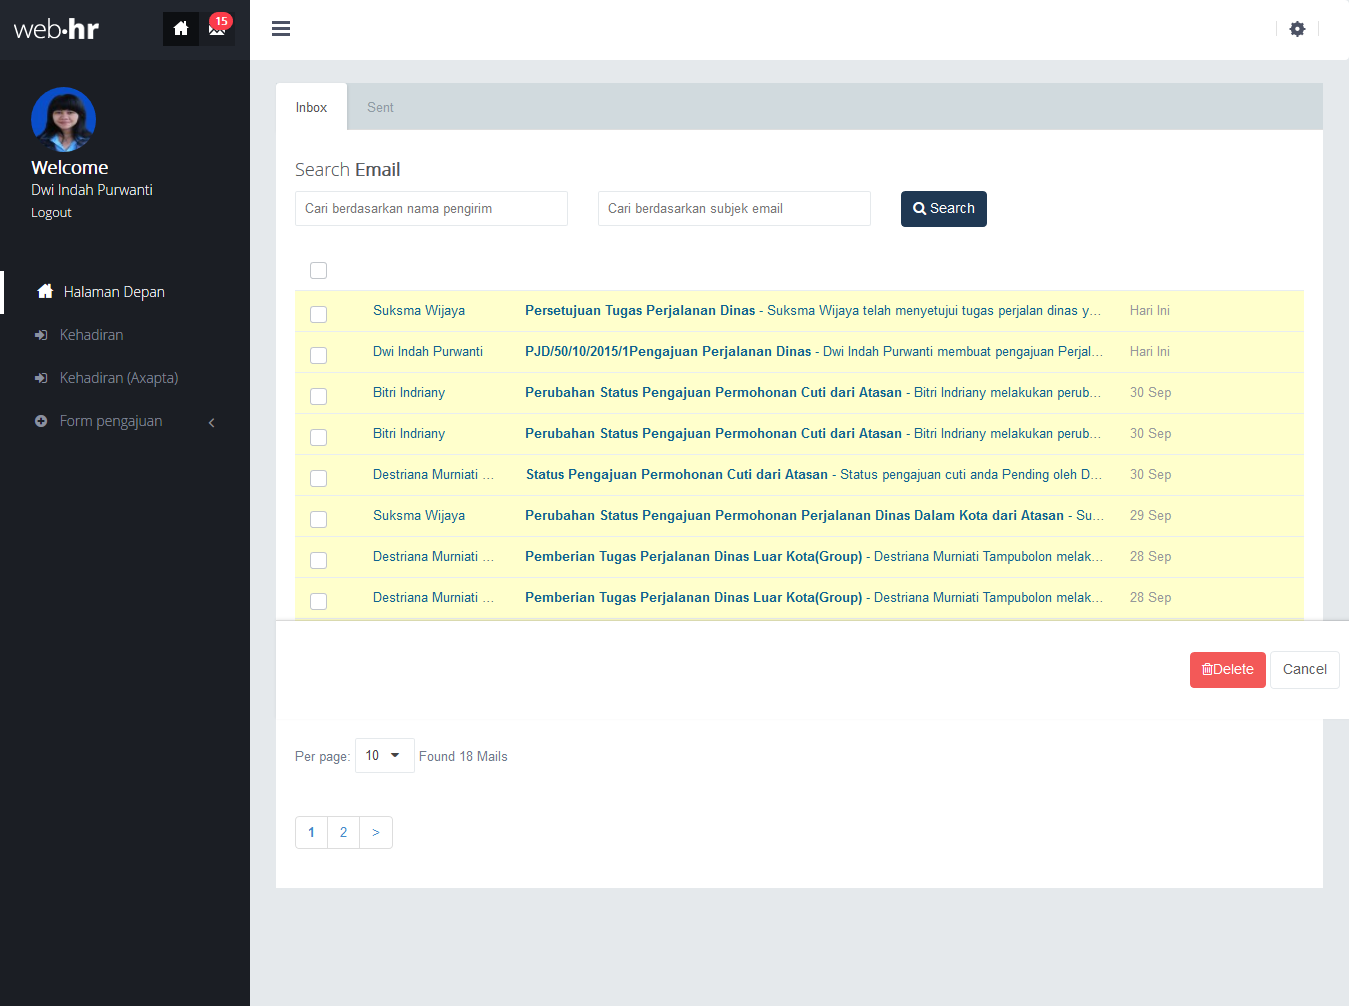 web•hr
15
Welcome
Dwi Indah Purwanti
Logout
Halaman Depan
Kehadiran
Kehadiran (Axapta)
Form pengajuan
Inbox
Sent
Search Email
Cari berdasarkan nama pengirim
Cari berdasarkan subjek email
Search
Suksma Wijaya Persetujuan Tugas Perjalanan Dinas - Suksma Wijaya telah menyetujui tugas perjalan dinas y... Hari Ini
Dwi Indah Purwanti PJD/50/10/2015/1Pengajuan Perjalanan Dinas - Dwi Indah Purwanti membuat pengajuan Perjal... Hari Ini
Bitri Indriany Perubahan Status Pengajuan Permohonan Cuti dari Atasan - Bitri Indriany melakukan perub... 30 Sep
Bitri Indriany Perubahan Status Pengajuan Permohonan Cuti dari Atasan - Bitri Indriany melakukan perub... 30 Sep
Destriana Murniati ... Status Pengajuan Permohonan Cuti dari Atasan - Status pengajuan cuti anda Pending oleh D... 30 Sep
Suksma Wijaya Perubahan Status Pengajuan Permohonan Perjalanan Dinas Dalam Kota dari Atasan - Su... 29 Sep
Destriana Murniati ... Pemberian Tugas Perjalanan Dinas Luar Kota(Group) - Destriana Murniati Tampubolon melak... 28 Sep
Destriana Murniati ... Pemberian Tugas Perjalanan Dinas Luar Kota(Group) - Destriana Murniati Tampubolon melak... 28 Sep
Delete
Cancel
Per page: 10 Found 18 Mails
1 2 >